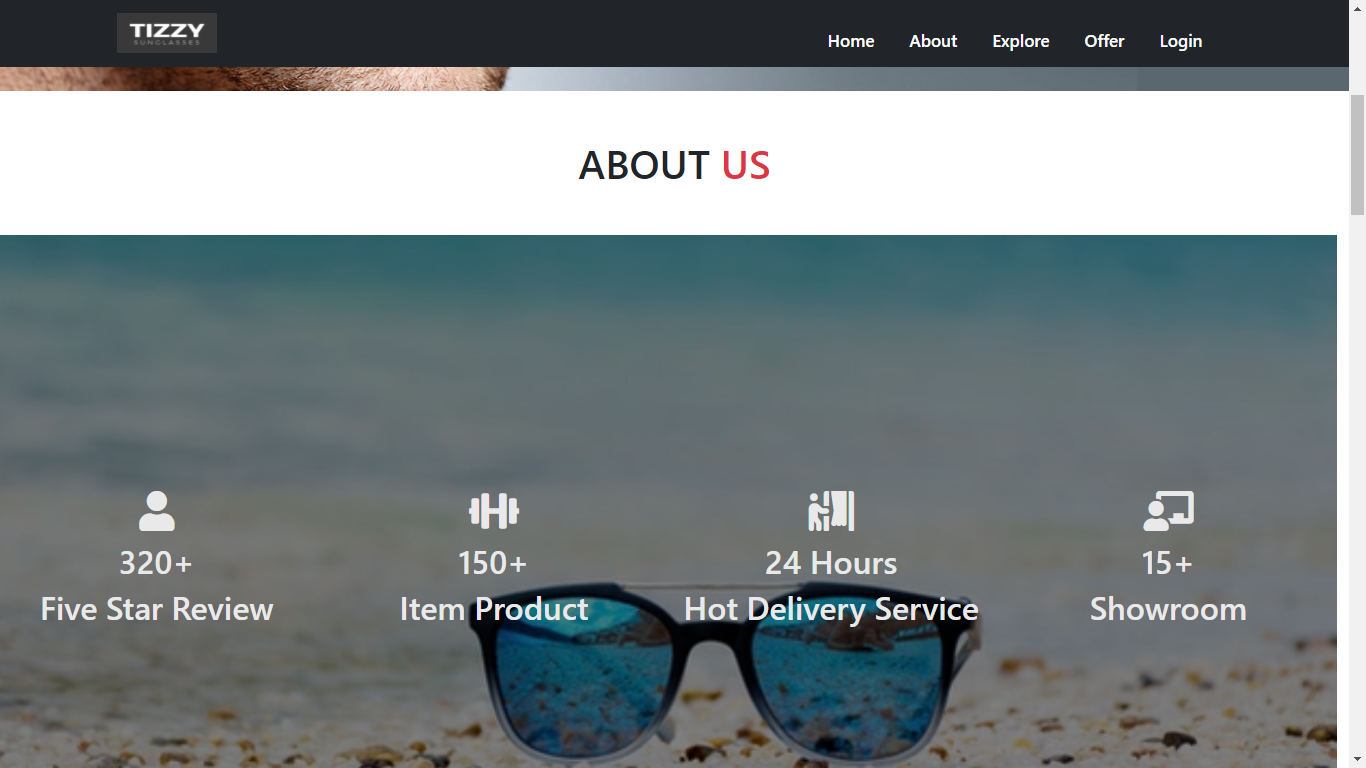 TIZZY
SUNGLASSES
Home About Explore Offer Login
ABOUT US
320+
Five Star Review
150+
Item Product
24 Hours
Hot Delivery Service
15+
Showroom